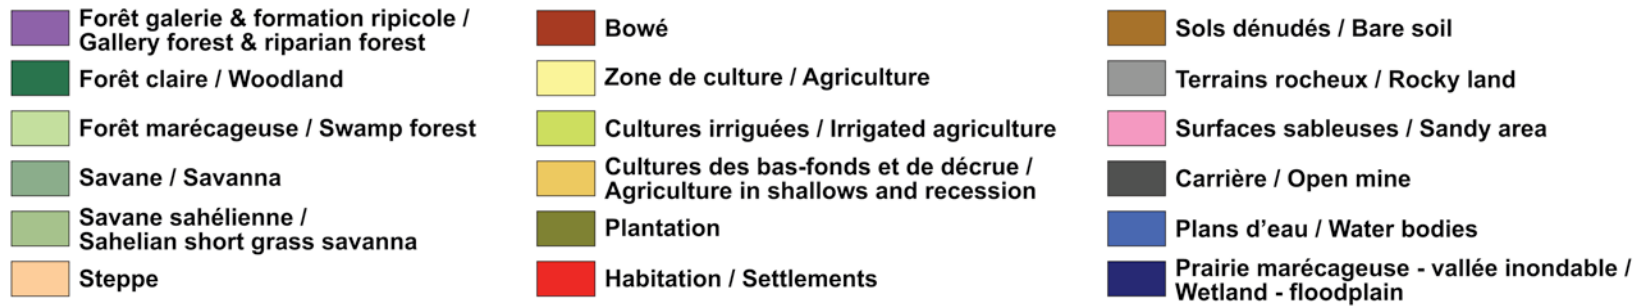 Forêt galerie & formation ripicole /
Gallery forest & riparian forest
Forêt claire / Woodland
Forêt marécageuse / Swamp forest
Savane / Savanna
Savane sahélienne /
Sahelian short grass savanna
Steppe
Bowé
Zone de culture / Agriculture
Cultures irriguées / Irrigated agriculture
Cultures des bas-fonds et de décrue /
Agriculture in shallows and recession
Plantation
Habitation / Settlements
Sols dénudés / Bare soil
Terrains rocheux / Rocky land
Surfaces sableuses / Sandy area
Carrière / Open mine
Plans d’eau / Water bodies
Prairie marécageuse - vallée inondable /
Wetland - floodplain